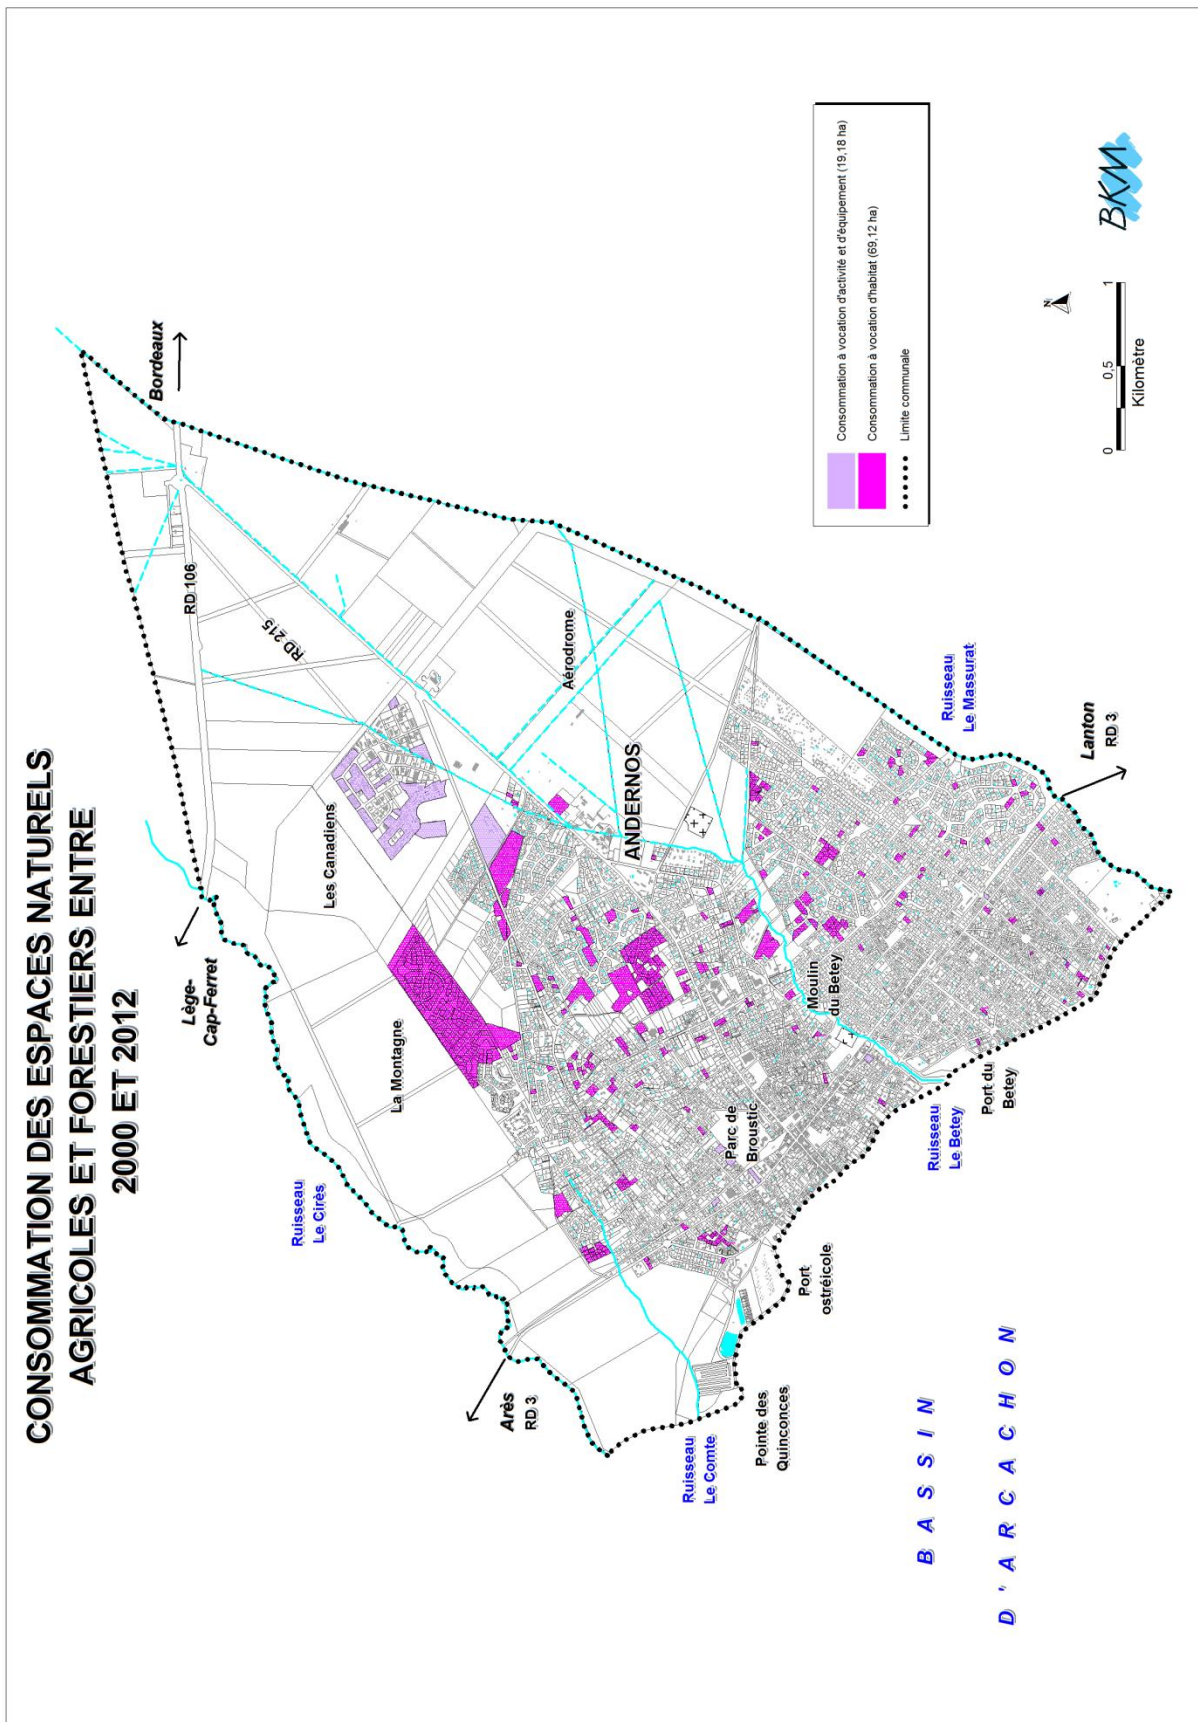 CONSOMMATION DES ESPACES NATURELS
AGRICOLES ET FORESTIERS ENTRE
2000 ET 2012
Bordeaux
RD 106
RD 215
Lège-
Cap-Ferret
Les Canadiens
Aérodrome
La Montagne
Ruisseau
Le Cirès
ANDERNOS
Ruisseau
Le Massurat
Lanton
RD 3
Moulin
du Betey
Parc de
Broustic
Port du
Betey
Ruisseau
Le Betey
Arès
RD 3
Port
ostréicole
Pointe des
Quinconces
Ruisseau
Le Comte
BASSIN
D'ARCACHON
Consommation à vocation d'activité et d'équipement (19,18 ha)
Consommation à vocation d'habitat (69,12 ha)
Limite communale
N
0 0,5 1
Kilomètre
BKM